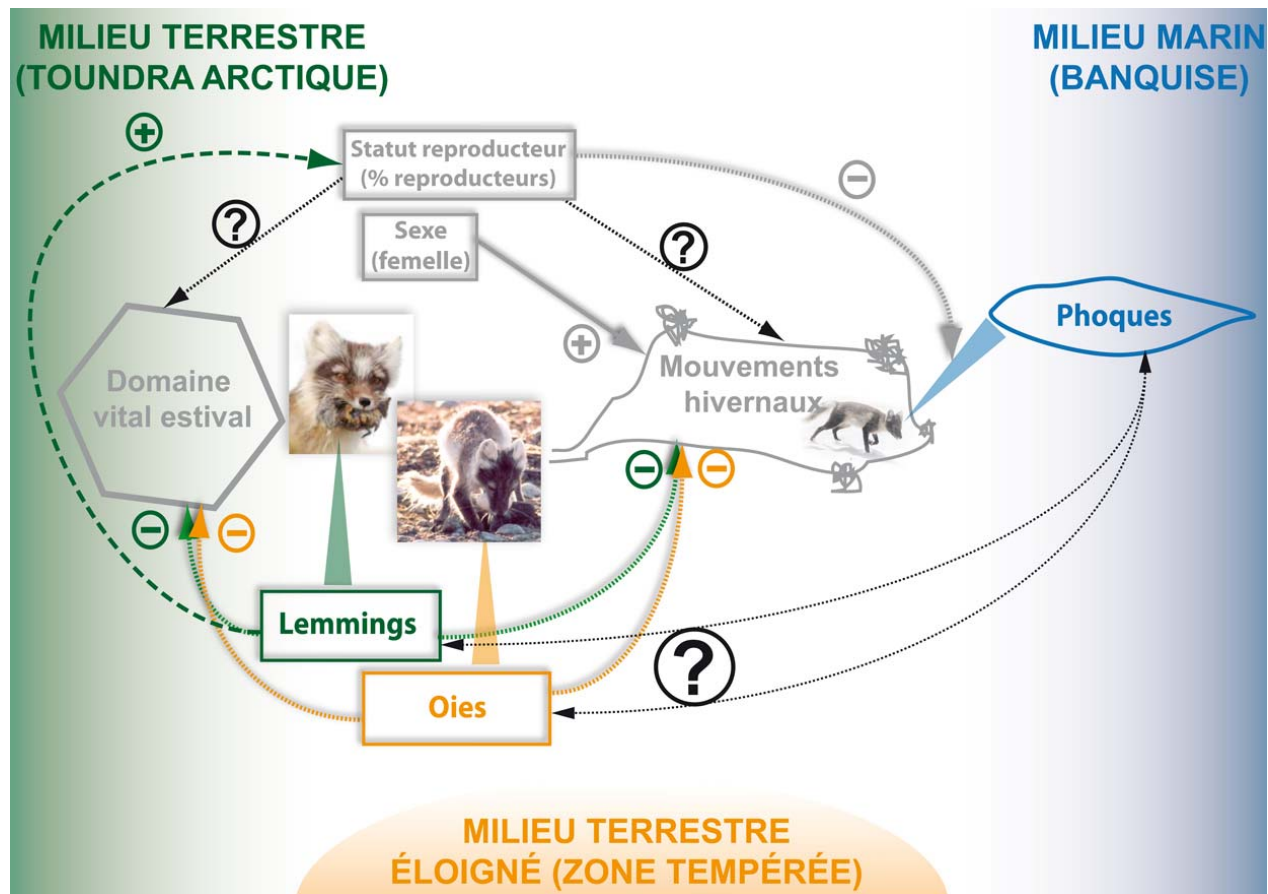 MILIEU TERRESTRE
(TOUNDRA ARCTIQUE)
MILIEU MARIN
(BANQUISE)
+
Statut reproducteur
(% reproducteurs)
−
?
Sexe
(femelle)
?
Phoques
+
Domaine
vital estival
Mouvements
hivernaux
−
−
−
−
Lemmings
?
Oies
MILIEU TERRESTRE
ÉLOIGNÉ (ZONE TEMPÉRÉE)